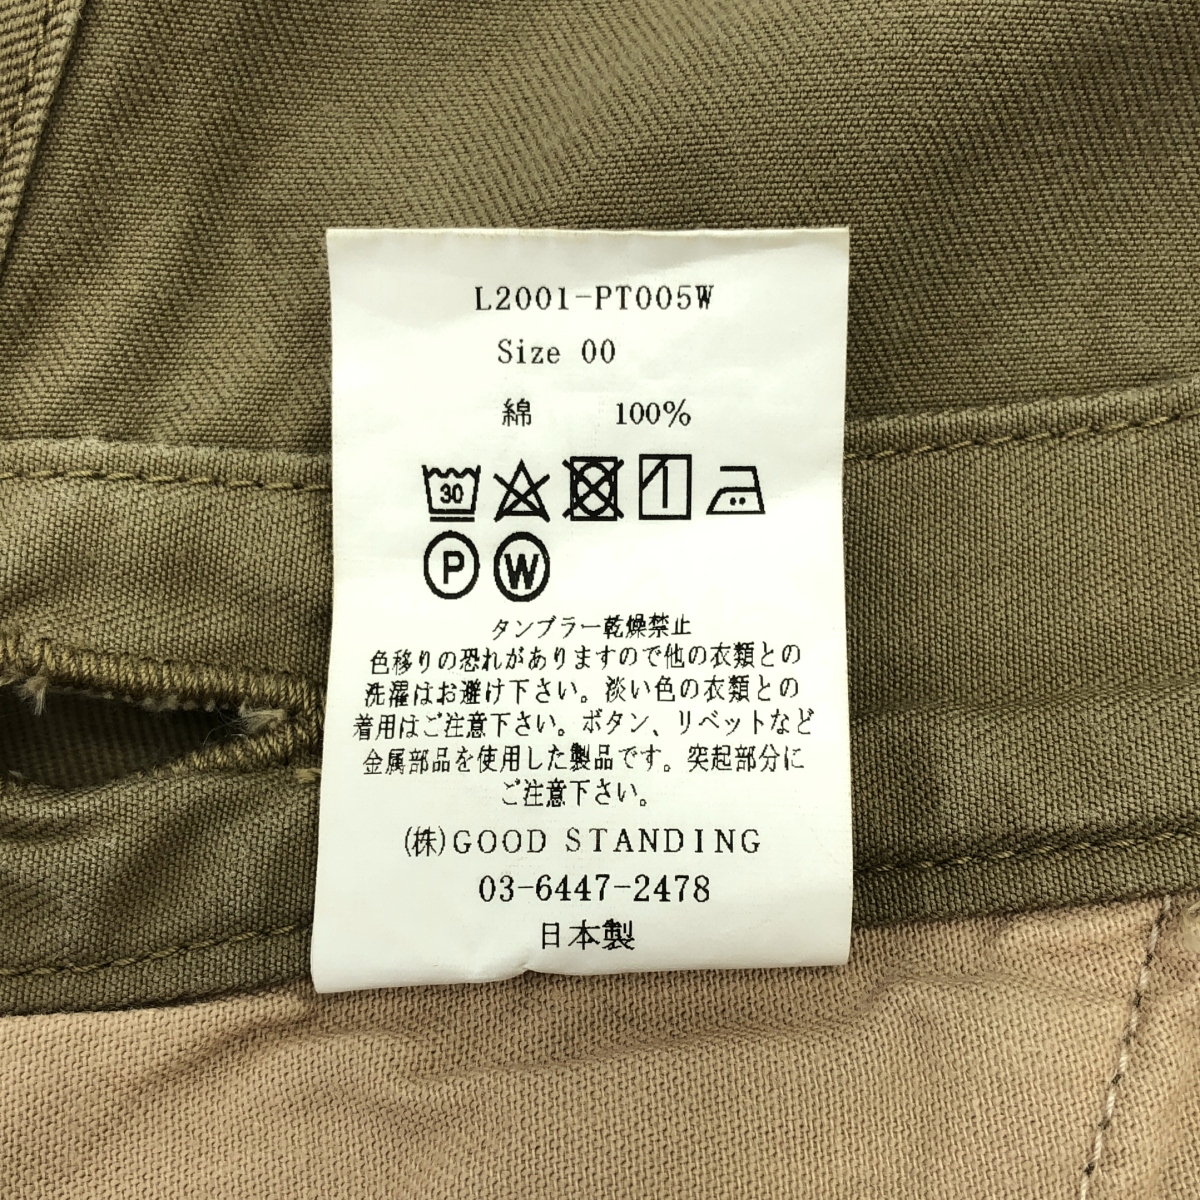 L2001-PT005W
Size 00
綿 100%
30
P W
タンブラー乾燥禁止
色移りの恐れがありますので他の衣類との
洗濯はお避け下さい。淡い色の衣類との
着用はご注意下さい。ボタン、リベットなど
金属部品を使用した製品です。突起部分に
ご注意下さい。
(株)GOOD STANDING
03-6447-2478
日本製